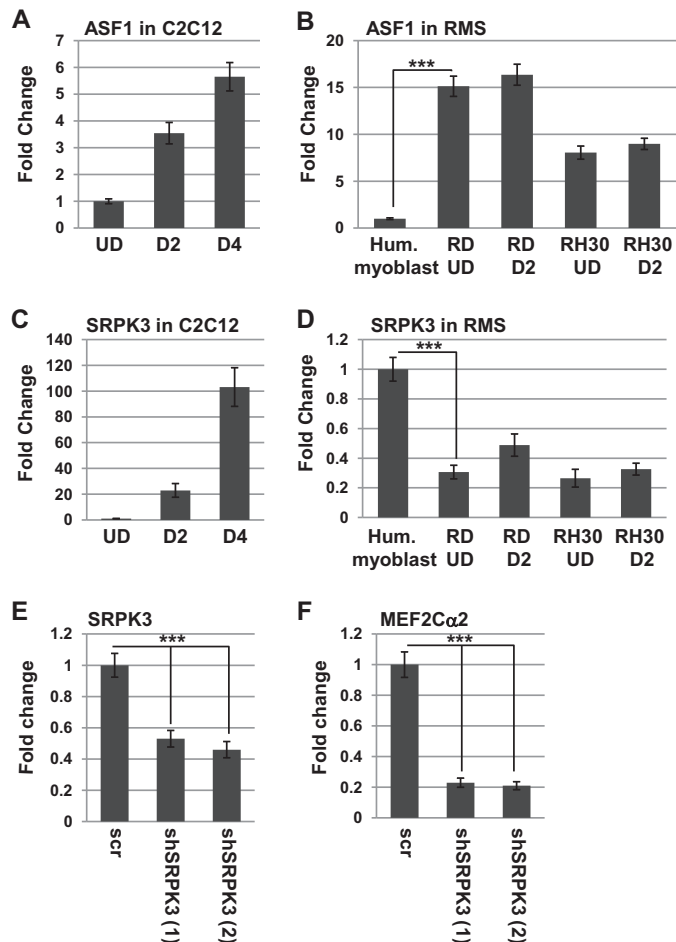 A
ASF1 in C2C12
Fold Change
7
6
5
4
3
2
1
0
UD D2 D4
B
ASF1 in RMS
Fold Change
20
15
10
5
0
***
Hum. myoblast
RD UD
RD D2
RH30 UD
RH30 D2
C
SRPK3 in C2C12
Fold Change
140
120
100
80
60
40
20
0
UD D2 D4
D
SRPK3 in RMS
Fold Change
1.2
1
0.8
0.6
0.4
0.2
0
***
Hum. myoblast
RD UD
RD D2
RH30 UD
RH30 D2
E
SRPK3
Fold change
1.2
1
0.8
0.6
0.4
0.2
0
***
scr
shSRPK3 (1)
shSRPK3 (2)
F
MEF2Cα2
Fold change
1.2
1
0.8
0.6
0.4
0.2
0
***
scr
shSRPK3 (1)
shSRPK3 (2)